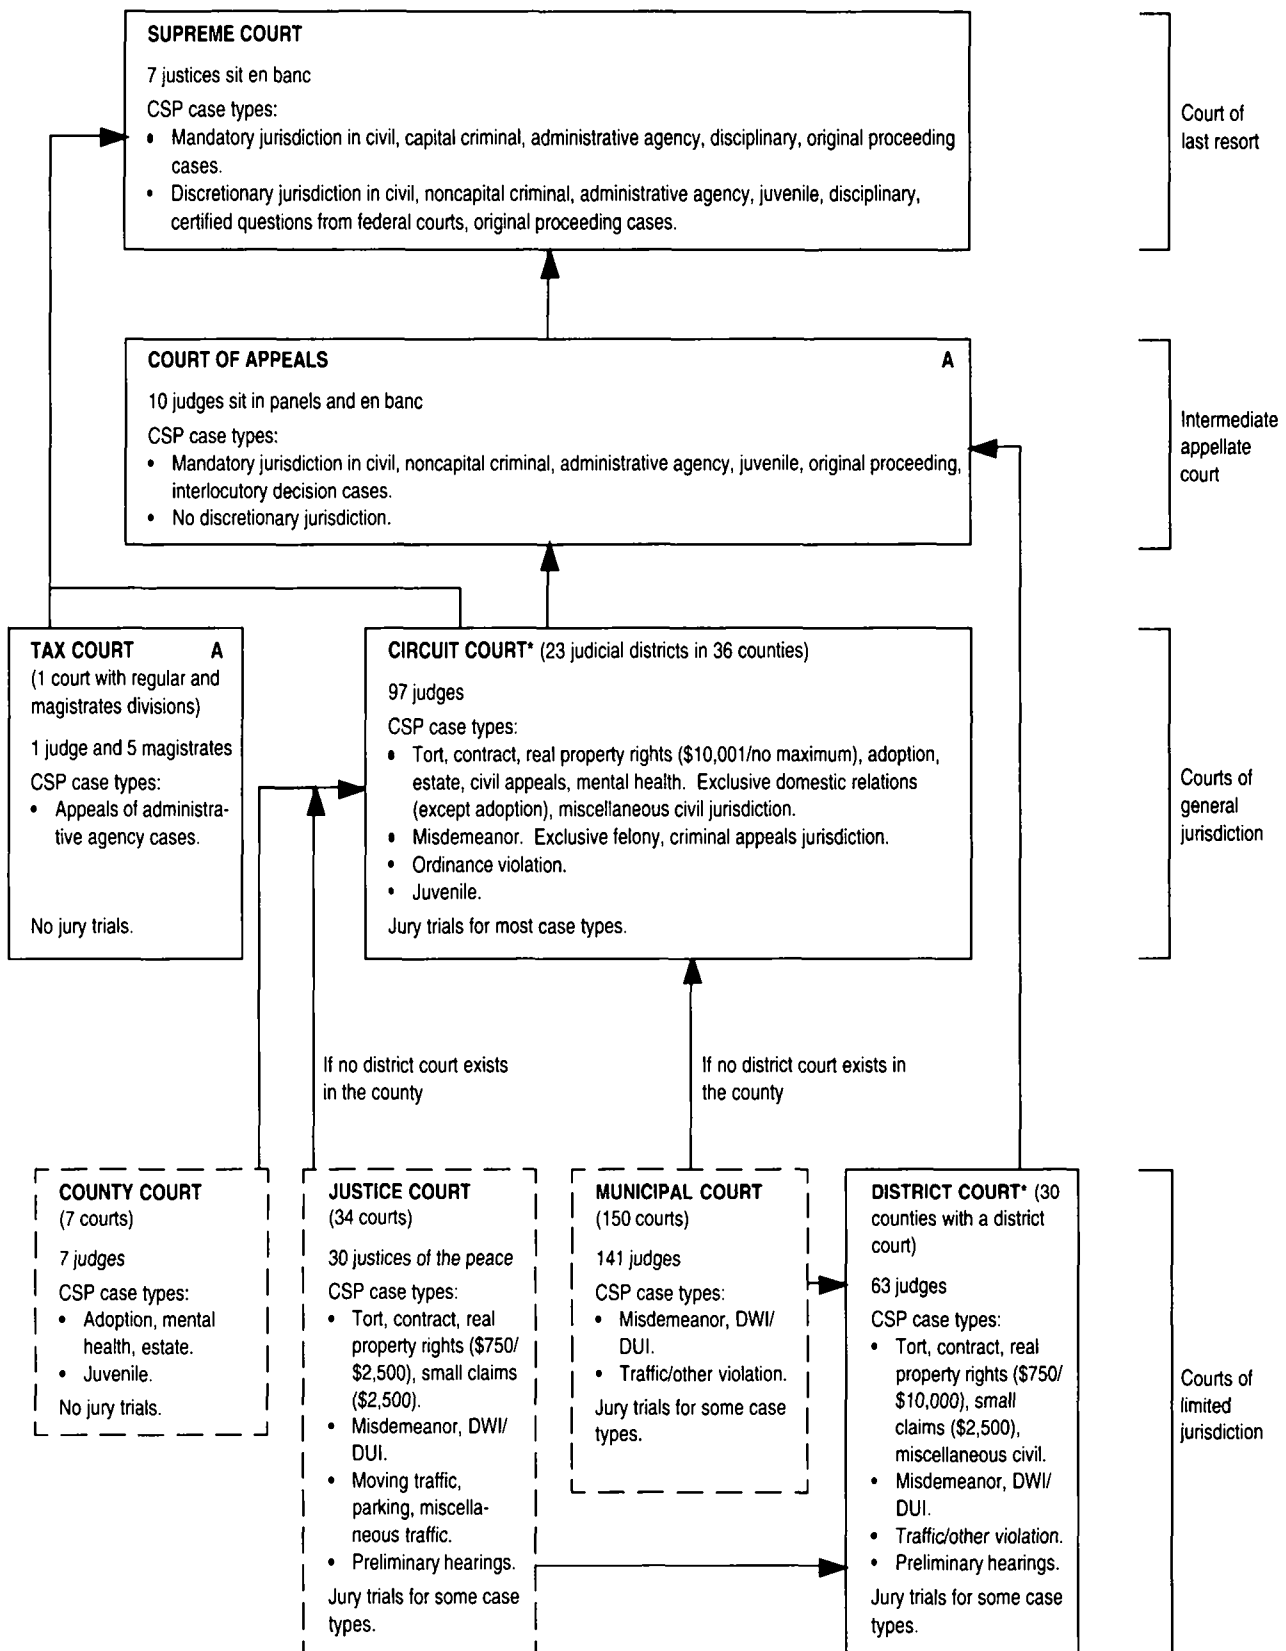 SUPREME COURT
7 justices sit en banc
CSP case types:
• Mandatory jurisdiction in civil, capital criminal, administrative agency, disciplinary, original proceeding
cases.
• Discretionary jurisdiction in civil, noncapital criminal, administrative agency, juvenile, disciplinary,
certified questions from federal courts, original proceeding cases.
Court of
last resort
COURT OF APPEALS A
10 judges sit in panels and en banc
CSP case types:
• Mandatory jurisdiction in civil, noncapital criminal, administrative agency, juvenile, original proceeding,
interlocutory decision cases.
• No discretionary jurisdiction.
Intermediate
appellate
court
TAX COURT A
(1 court with regular and
magistrates divisions)
1 judge and 5 magistrates
CSP case types:
• Appeals of administra-
tive agency cases.
No jury trials.
CIRCUIT COURT* (23 judicial districts in 36 counties)
97 judges
CSP case types:
• Tort, contract, real property rights ($10,001/no maximum), adoption,
estate, civil appeals, mental health. Exclusive domestic relations
(except adoption), miscellaneous civil jurisdiction.
• Misdemeanor. Exclusive felony, criminal appeals jurisdiction.
• Ordinance violation.
• Juvenile.
Jury trials for most case types.
Courts of
general
jurisdiction
If no district court exists
in the county
If no district court exists in
the county
COUNTY COURT
(7 courts)
7 judges
CSP case types:
• Adoption, mental
health, estate.
• Juvenile.
No jury trials.
JUSTICE COURT
(34 courts)
30 justices of the peace
CSP case types:
• Tort, contract, real
property rights ($750/
$2,500), small claims
($2,500).
• Misdemeanor, DWI/
DUI.
• Moving traffic,
parking, miscella-
neous traffic.
• Preliminary hearings.
Jury trials for some case
types.
MUNICIPAL COURT
(150 courts)
141 judges
CSP case types:
• Misdemeanor, DWI/
DUI.
• Traffic/other violation.
Jury trials for some case
types.
DISTRICT COURT* (30
counties with a district
court)
63 judges
CSP case types:
• Tort, contract, real
property rights ($750/
$10,000), small
claims ($2,500),
miscellaneous civil.
• Misdemeanor, DWI/
DUI.
• Traffic/other violation.
• Preliminary hearings.
Jury trials for some case
types.
Courts of
limited
jurisdiction